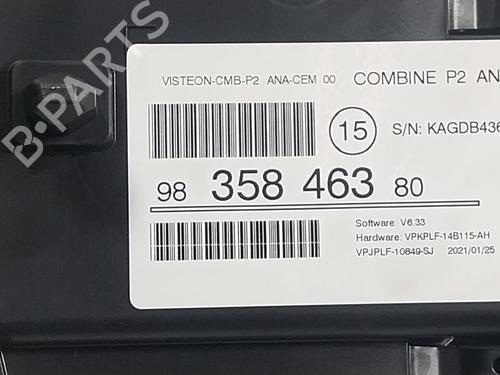 B-PARTS
VISTEON-CMB-P2 ANA-CEM 00 COMBINE P2 AN
15 S/N: KAGDB436
98 358 463 80
Software: V6.33
Hardware: VPKPLF-14B115-AH
VPJPLF-10849-SJ 2021/01/25